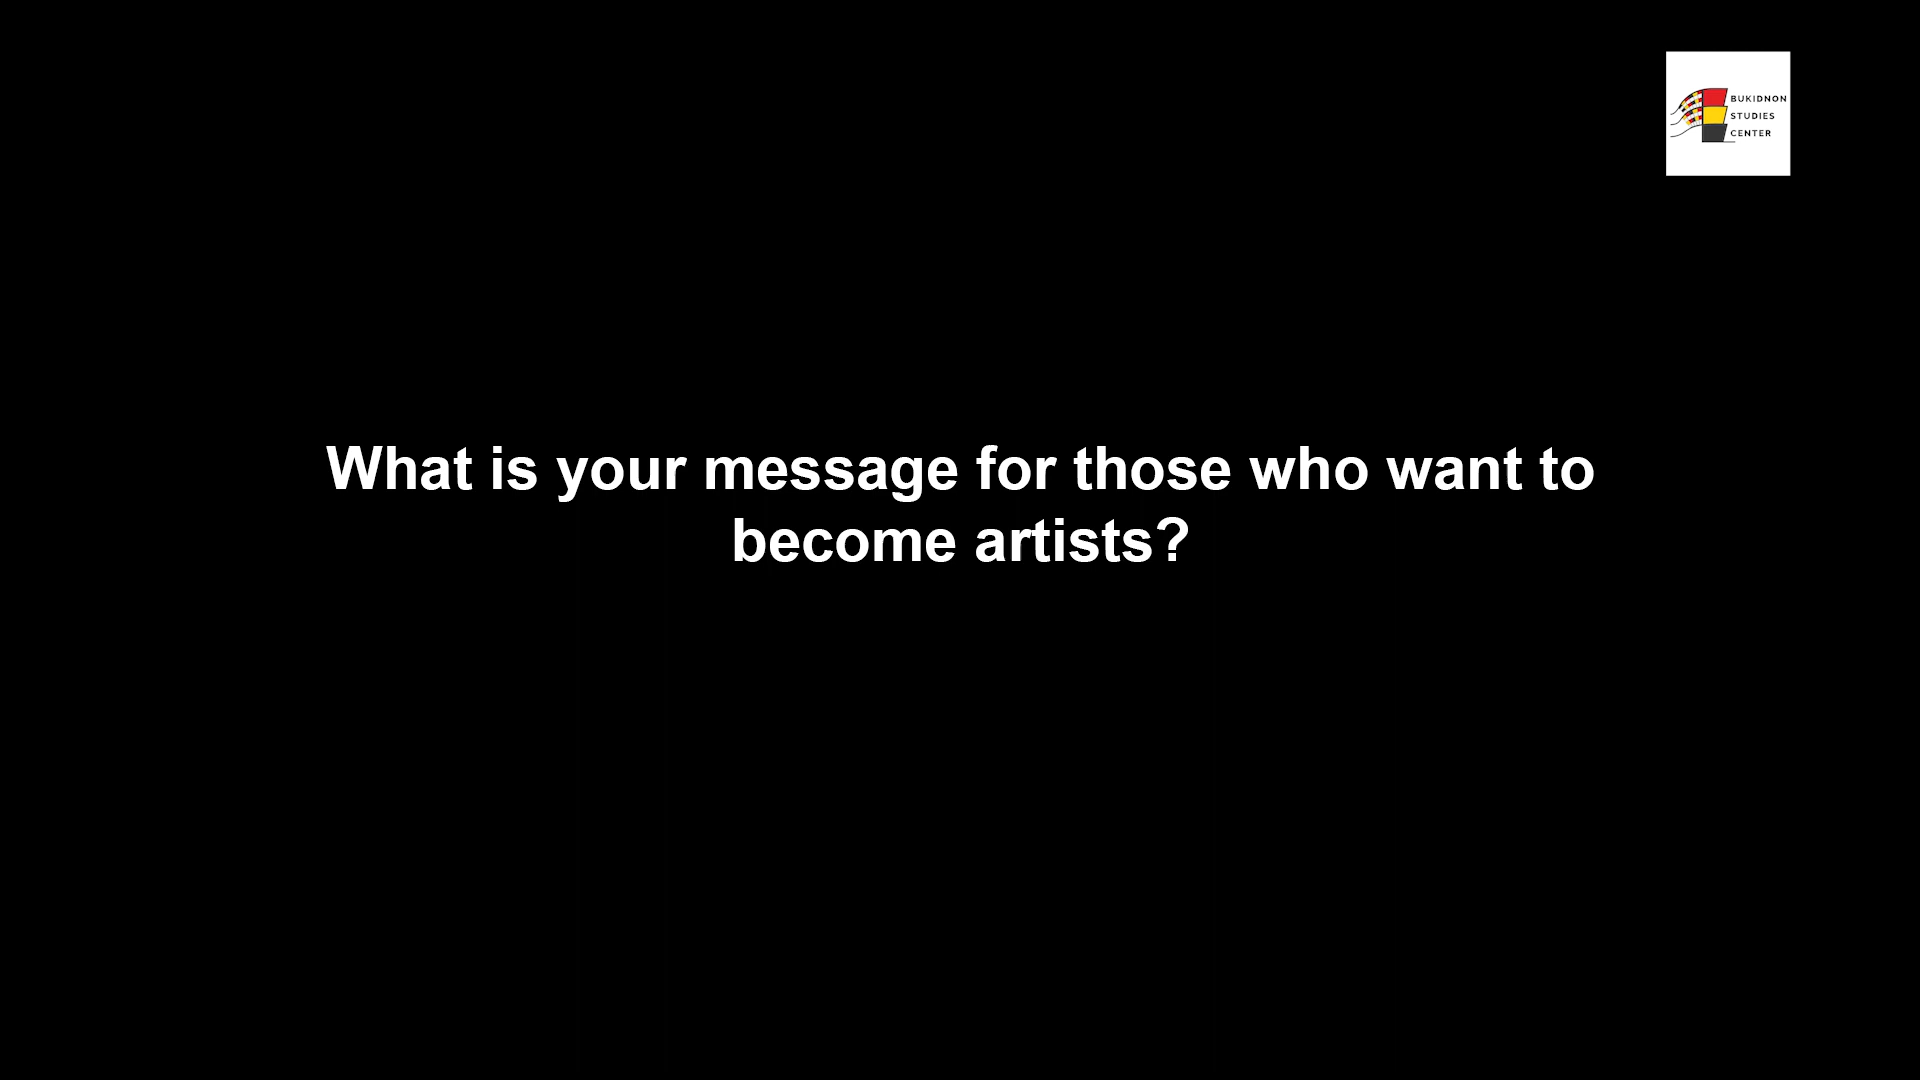 BUKIDNON
STUDIES
CENTER
What is your message for those who want to
become artists?